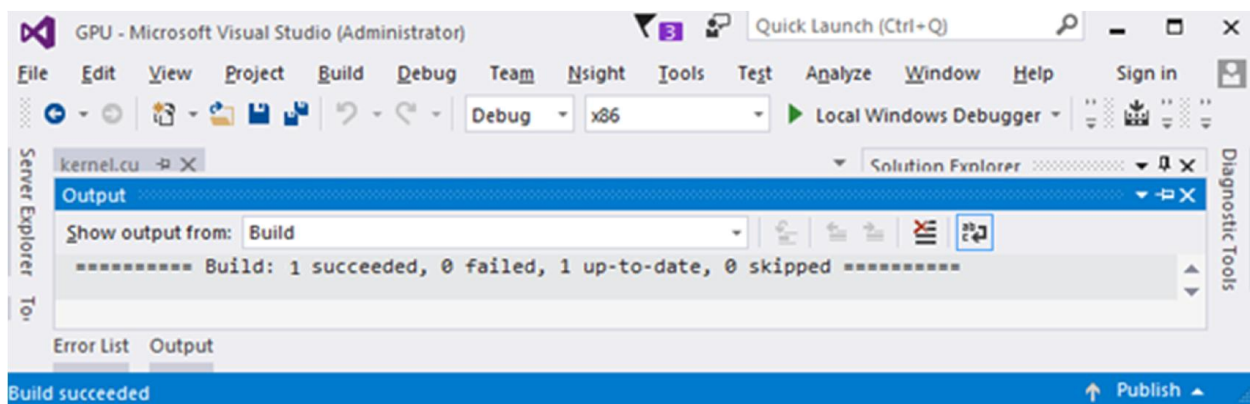 GPU - Microsoft Visual Studio (Administrator) 3 Quick Launch (Ctrl+Q)
File Edit View Project Build Debug Team Nsight Tools Test Analyze Window Help Sign in
Debug x86 Local Windows Debugger
kernel.cu Solution Explorer
Output
Show output from: Build
========== Build: 1 succeeded, 0 failed, 1 up-to-date, 0 skipped ==========
Error List Output
Build succeeded Publish
Server Explorer
Diagnostic Tools